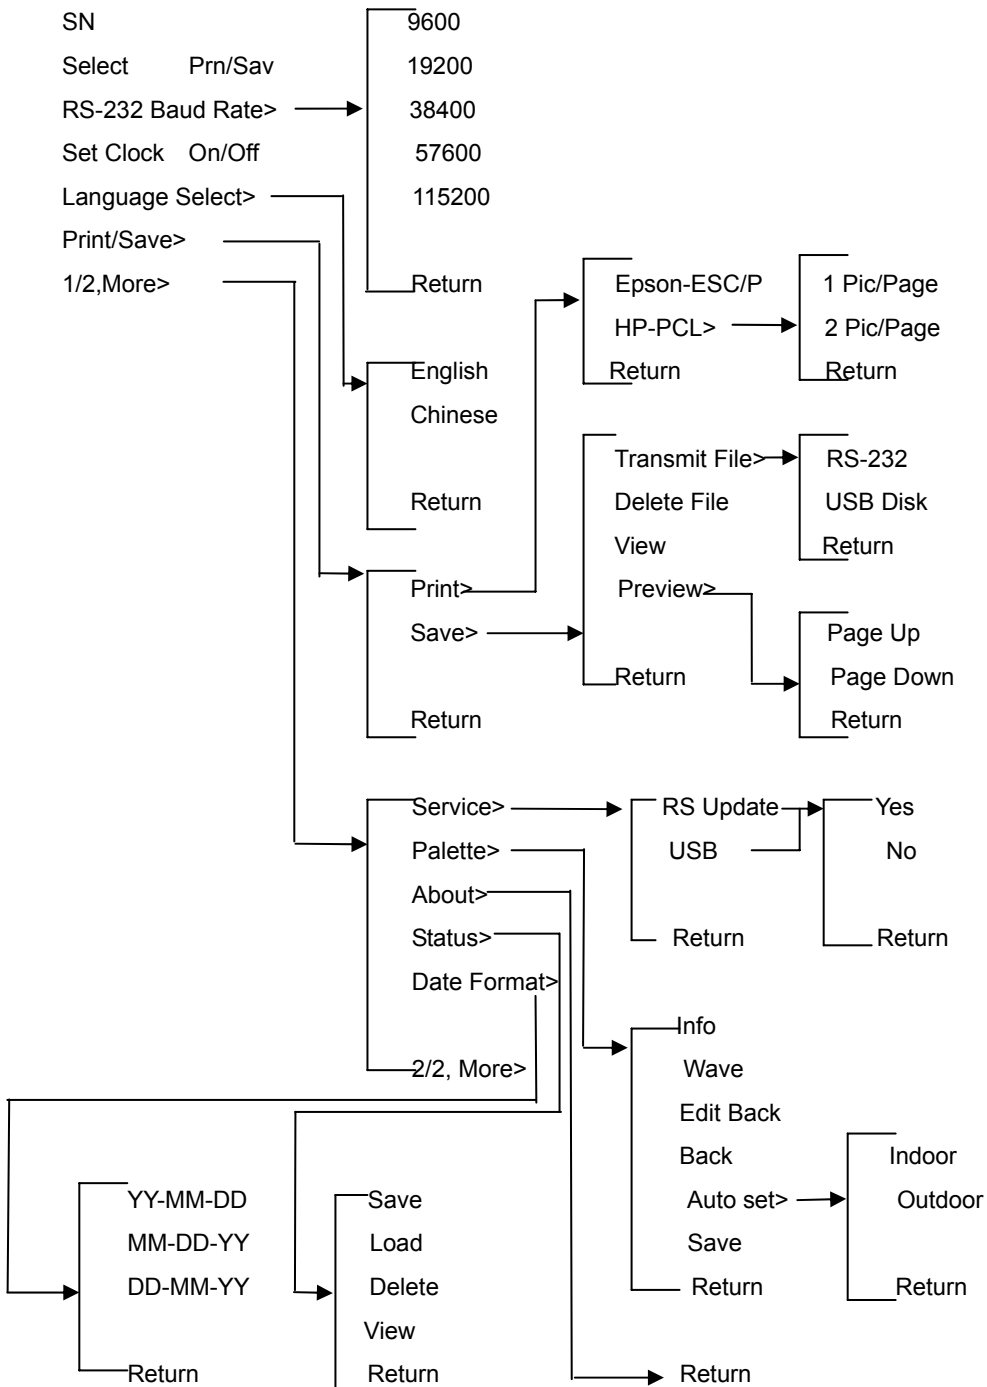 SN
Select Prn/Sav
RS-232 Baud Rate>
Set Clock On/Off
Language Select>
Print/Save>
1/2,More>
9600
19200
38400
57600
115200
Return
English
Chinese
Return
Print>
Save>
Return
Epson-ESC/P
HP-PCL>
Return
1 Pic/Page
2 Pic/Page
Return
Transmit File>
Delete File
View
Preview>
Return
RS-232
USB Disk
Return
Page Up
Page Down
Return
Service>
Palette>
About>
Status>
Date Format>
2/2, More>
RS Update
USB
Return
Yes
No
Return
Info
Wave
Edit Back
Back
Auto set>
Save
Return
Indoor
Outdoor
Return
YY-MM-DD
MM-DD-YY
DD-MM-YY
Return
Save
Load
Delete
View
Return
Return